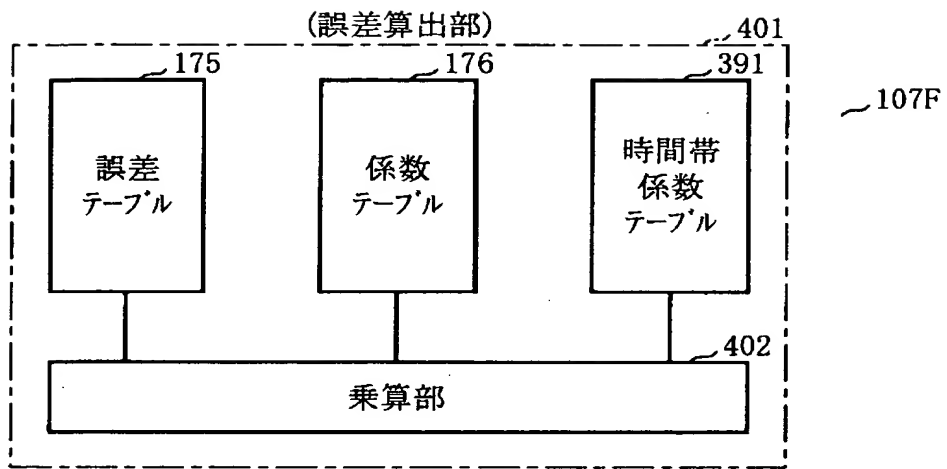 (誤差算出部)
401
175
176
391
107F
誤差
テーブル
係数
テーブル
時間帯
係数
テーブル
402
乗算部